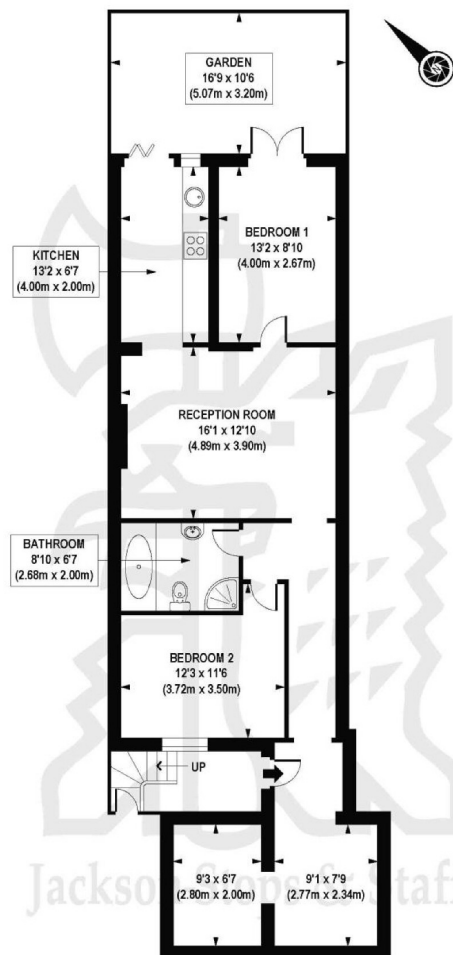 GARDEN
16'9 x 10'6
(5.07m x 3.20m)
KITCHEN
13'2 x 6'7
(4.00m x 2.00m)
BEDROOM 1
13'2 x 8'10
(4.00m x 2.67m)
RECEPTION ROOM
16'1 x 12'10
(4.89m x 3.90m)
BATHROOM
8'10 x 6'7
(2.68m x 2.00m)
BEDROOM 2
12'3 x 11'6
(3.72m x 3.50m)
UP
9'3 x 6'7
(2.80m x 2.00m)
9'1 x 7'9
(2.77m x 2.34m)
Jackson Stops & Staff